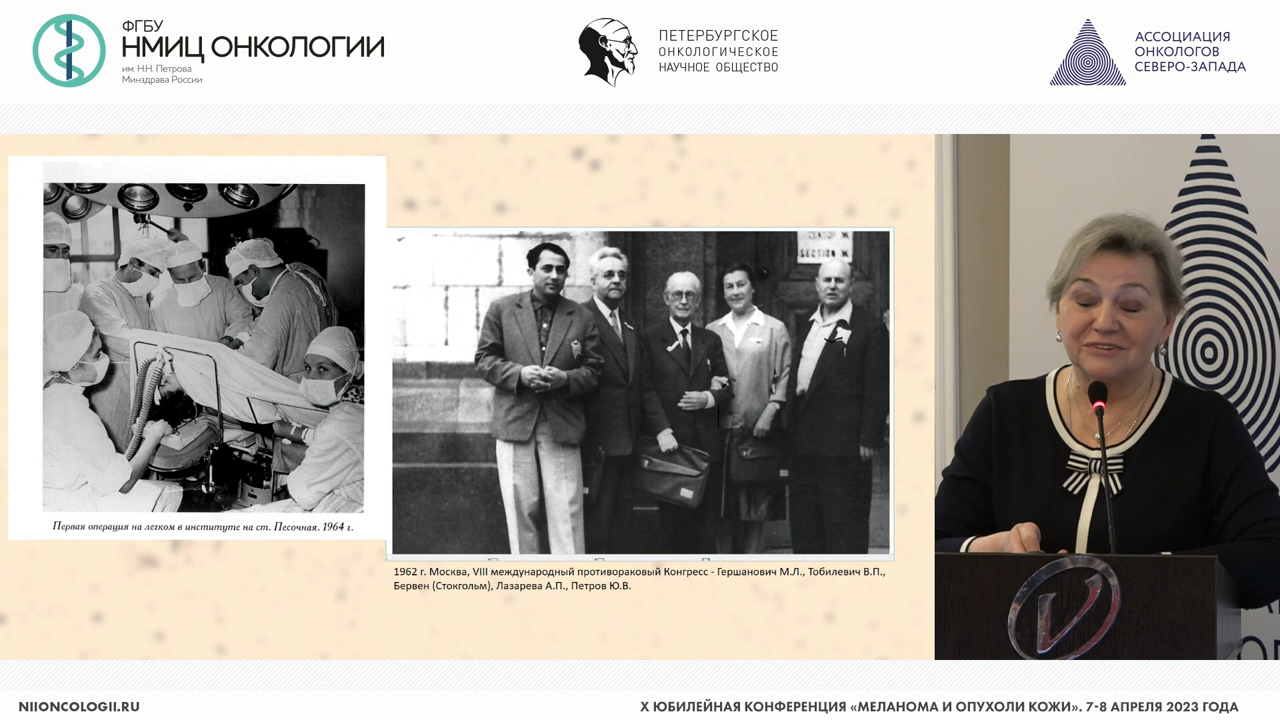 ФГБУ
НМИЦ ОНКОЛОГИИ
им. Н.Н. Петрова
Минздрава России
ПЕТЕРБУРГСКОЕ
ОНКОЛОГИЧЕСКОЕ
НАУЧНОЕ ОБЩЕСТВО
АССОЦИАЦИЯ
ОНКОЛОГОВ
СЕВЕРО-ЗАПАДА
SECTION
Первая операция на легком в институте на ст. Песочная. 1964 г.
1962 г. Москва, VIII международный противораковый Конгресс - Гершанович М.Л., Тобилевич В.П.,
Бервен (Стокгольм), Лазарева А.П., Петров Ю.В.
NIIONCOLOGII.RU
X ЮБИЛЕЙНАЯ КОНФЕРЕНЦИЯ «МЕЛАНОМА И ОПУХОЛИ КОЖИ». 7-8 АПРЕЛЯ 2023 ГОДА